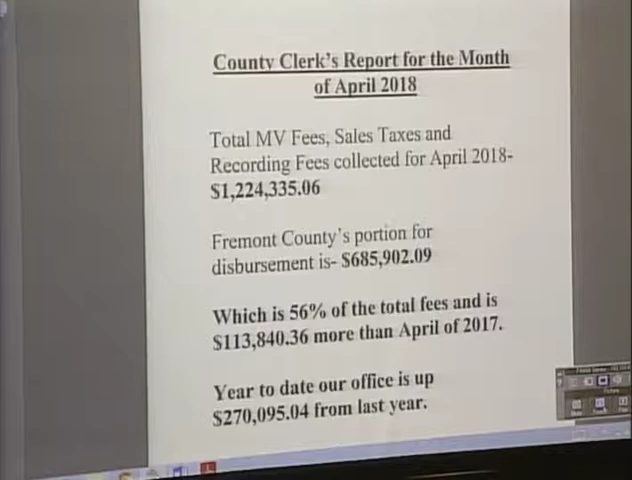 County Clerk's Report for the Month
of April 2018
Total MV Fees, Sales Taxes and
Recording Fees collected for April 2018-
$1,224,335.06
Fremont County's portion for
disbursement is- $685,902.09
Which is 56% of the total fees and is
$113,840.36 more than April of 2017.
Year to date our office is up
$270,095.04 from last year.